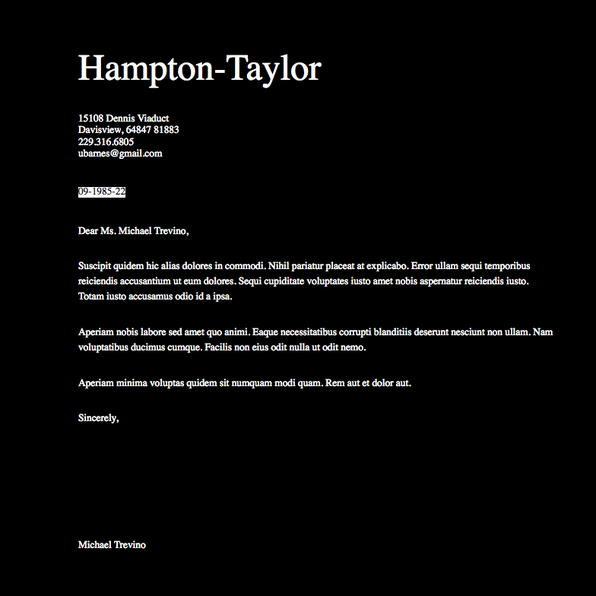 Hampton-Taylor
15108 Dennis Viaduct
Davisview, 64847 81883
229.316.6805
ubarnes@gmail.com
09-1985-22
Dear Ms. Michael Trevino,
Suscipit quidem hic alias dolores in commodi. Nihil pariatur placeat at explicabo. Error ullam sequi temporibus
reiciendis accusantium ut eum dolores. Sequi cupiditate voluptates iusto amet nobis aspernatur reiciendis iusto.
Totam iusto accusamus odio id a ipsa.
Aperiam nobis labore sed amet quo animi. Eaque necessitatibus corrupti blanditiis deserunt nesciunt non ullam. Nam
voluptatibus ducimus cumque. Facilis non eius odit nulla ut odit nemo.
Aperiam minima voluptas quidem sit numquam modi quam. Rem aut et dolor aut.
Sincerely,
Michael Trevino